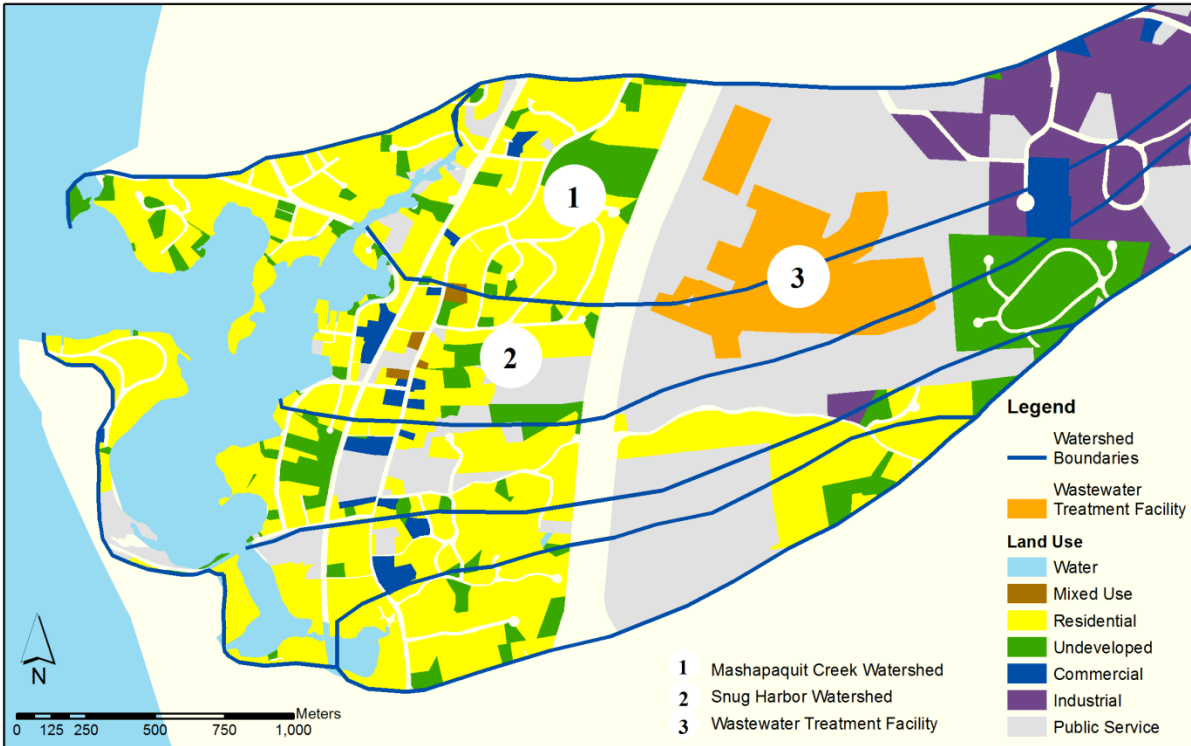 1
2
3
Legend
Watershed
Boundaries
Wastewater
Treatment Facility
Land Use
Water
Mixed Use
Residential
Undeveloped
Commercial
Industrial
Public Service
1 Mashapaquit Creek Watershed
2 Snug Harbor Watershed
3 Wastewater Treatment Facility
N
Meters
0 125 250 500 750 1,000